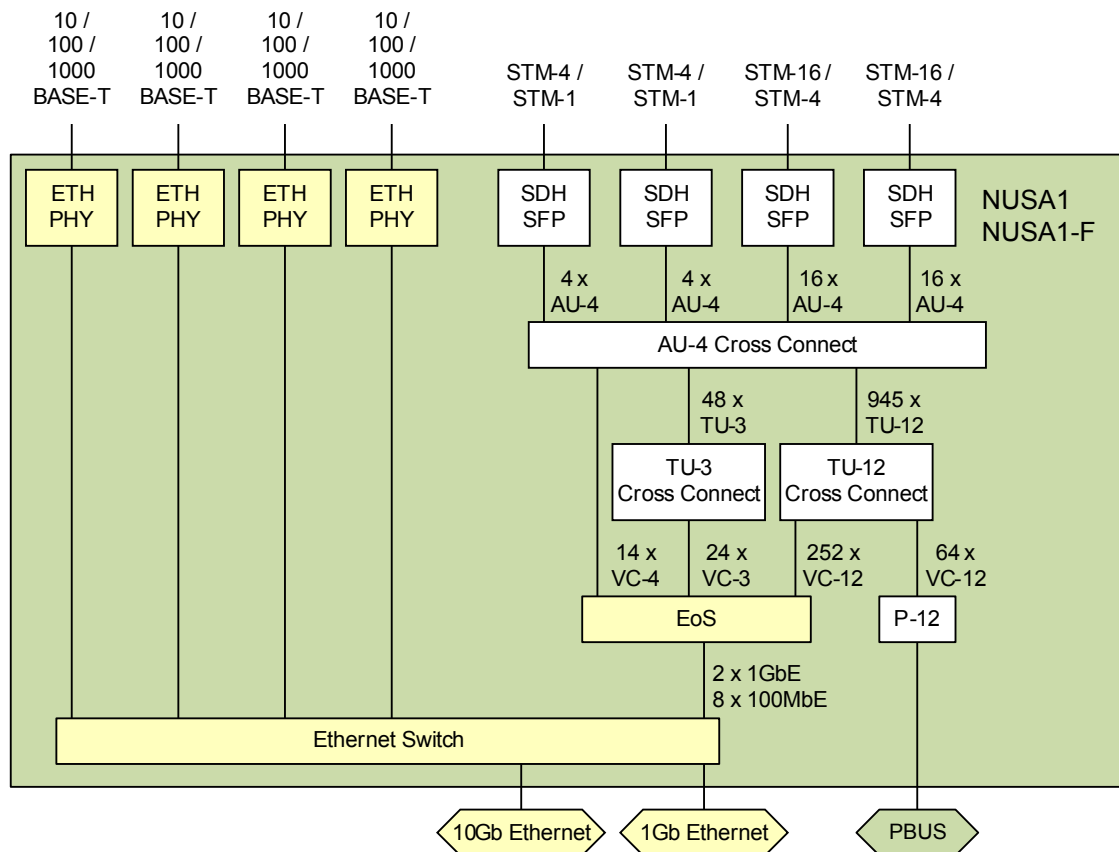 10 /
100 /
1000
BASE-T
10 /
100 /
1000
BASE-T
10 /
100 /
1000
BASE-T
10 /
100 /
1000
BASE-T
STM-4 /
STM-1
STM-4 /
STM-1
STM-16 /
STM-4
STM-16 /
STM-4
ETH
PHY
ETH
PHY
ETH
PHY
ETH
PHY
SDH
SFP
SDH
SFP
SDH
SFP
SDH
SFP
NUSA1
NUSA1-F
4 x
AU-4
4 x
AU-4
16 x
AU-4
16 x
AU-4
AU-4 Cross Connect
48 x
TU-3
945 x
TU-12
TU-3
Cross Connect
TU-12
Cross Connect
14 x
VC-4
24 x
VC-3
252 x
VC-12
64 x
VC-12
EoS
P-12
2 x 1GbE
8 x 100MbE
Ethernet Switch
10Gb Ethernet
1Gb Ethernet
PBUS